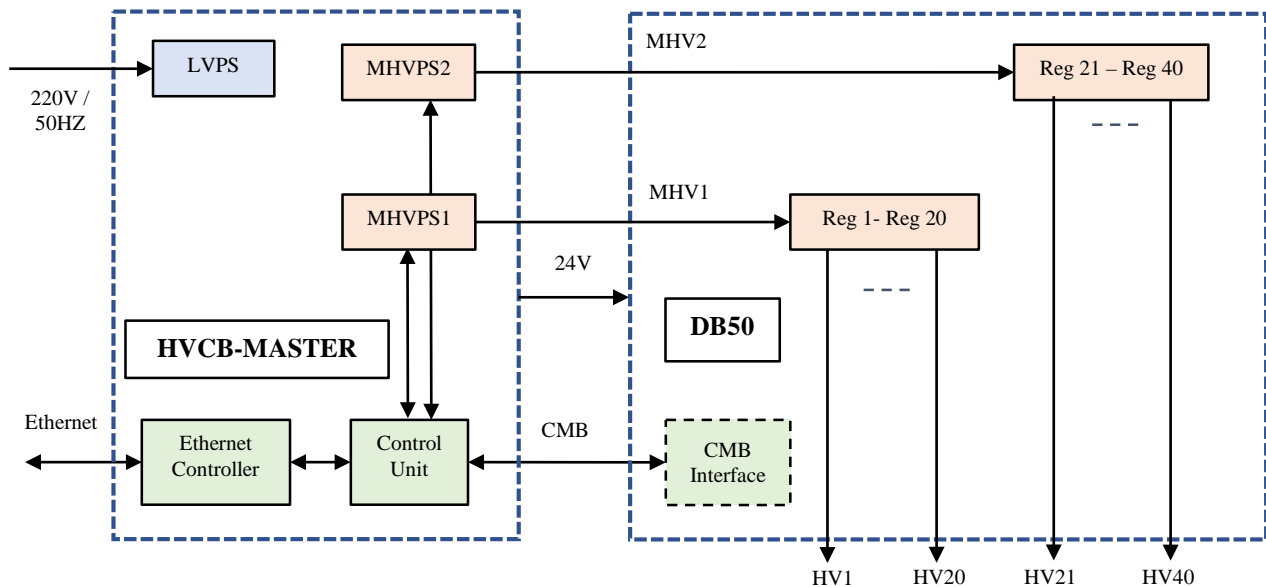 MHV2
LVPS
MHVPS2
Reg 21 – Reg 40
220V /
50HZ
MHV1
MHVPS1
Reg 1- Reg 20
24V
DB50
HVCB-MASTER
Ethernet
CMB
Ethernet
Controller
Control
Unit
CMB
Interface
HV1
HV20
HV21
HV40